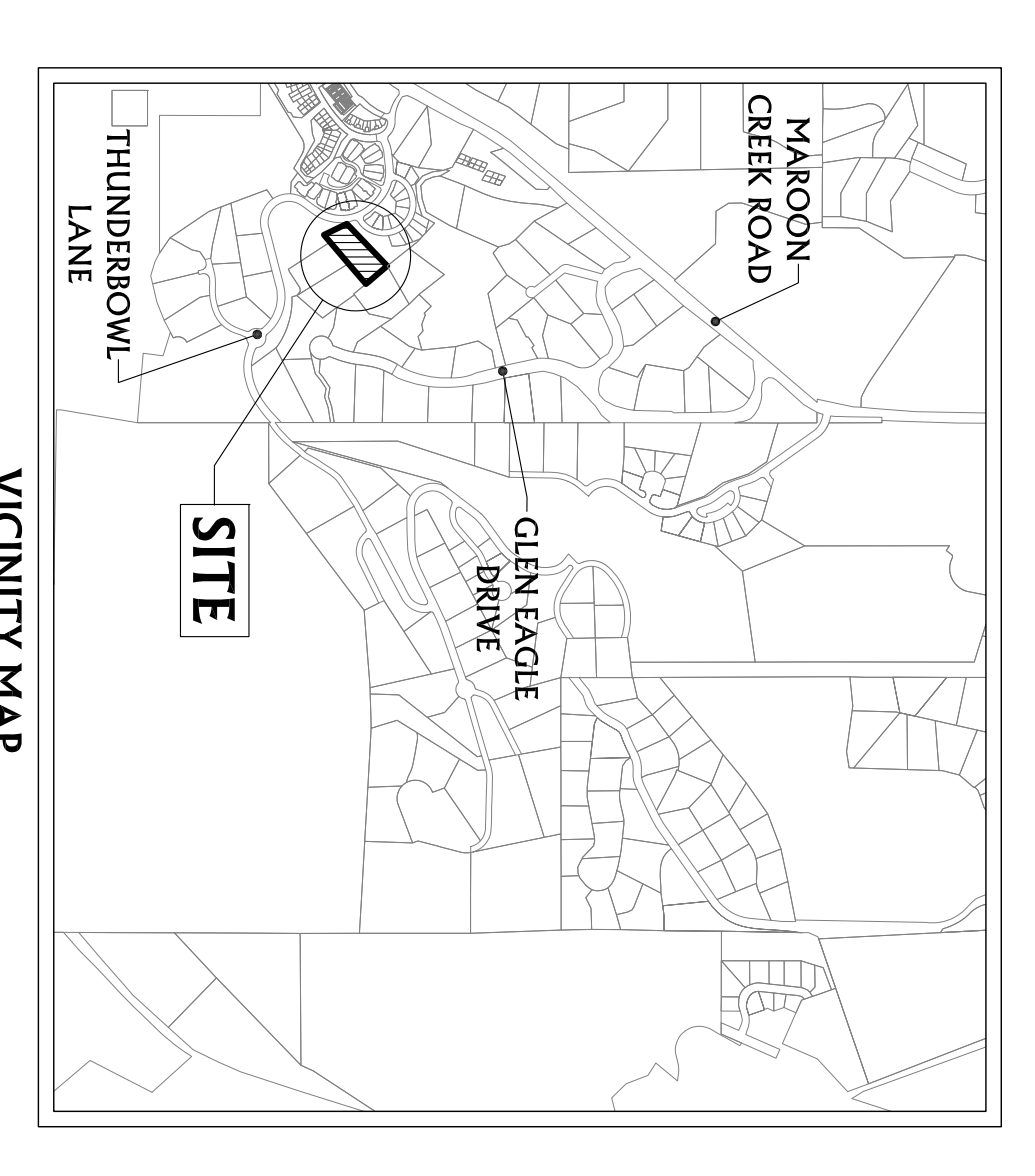 MAROON
CREEK ROAD
THUNDERBOWL
LANE
GLEN EAGLE
DRIVE
SITE
VICINITY MAP